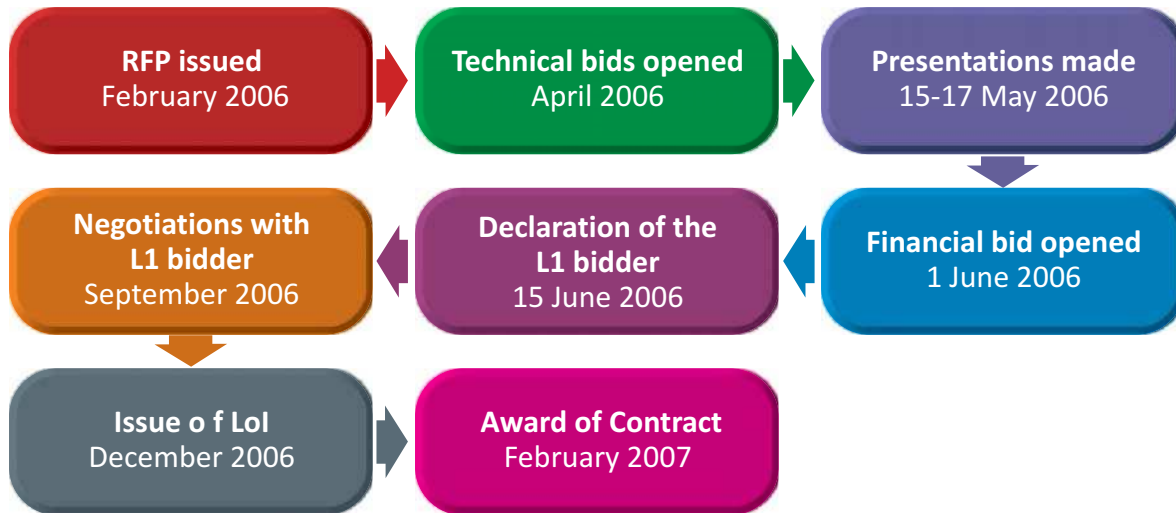 RFP issued
February 2006
Technical bids opened
April 2006
Presentations made
15-17 May 2006
Financial bid opened
1 June 2006
Declaration of the
L1 bidder
15 June 2006
Negotiations with
L1 bidder
September 2006
Issue o f LoI
December 2006
Award of Contract
February 2007